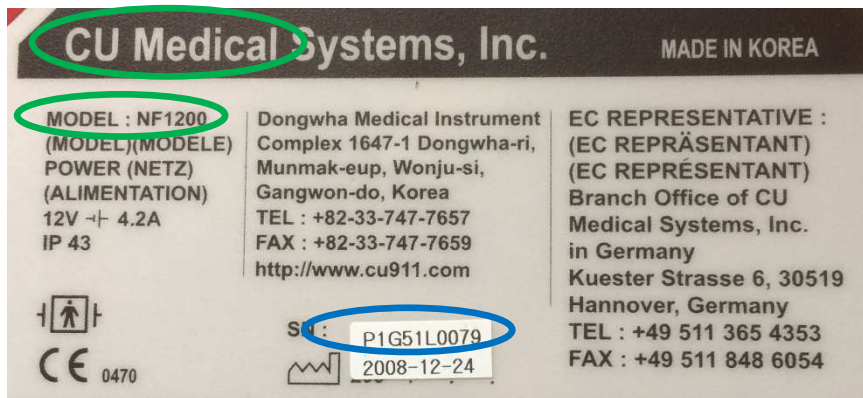 CU Medical Systems, Inc.
MADE IN KOREA
MODEL : NF1200
(MODEL)(MODELE)
POWER (NETZ)
(ALIMENTATION)
12V 4.2A
IP 43
Dongwha Medical Instrument
Complex 1647-1 Dongwha-ri,
Munmak-eup, Wonju-si,
Gangwon-do, Korea
TEL : +82-33-747-7657
FAX : +82-33-747-7659
http://www.cu911.com
EC REPRESENTATIVE :
(EC REPRÄSENTANT)
(EC REPRÉSENTANT)
Branch Office of CU
Medical Systems, Inc.
in Germany
Kuester Strasse 6, 30519
Hannover, Germany
TEL : +49 511 365 4353
FAX : +49 511 848 6054
SN :
P1G51L0079
2008-12-24
CE 0470